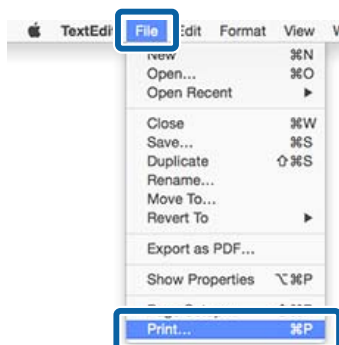 TextEdi File Edit Format View
New ⌘N
Open... ⌘O
Open Recent ▶
Close ⌘W
Save... ⌘S
Duplicate ⇧⌘S
Rename...
Move To...
Revert To ▶
Export as PDF...
Show Properties ⌥⌘P
Print... ⌘P